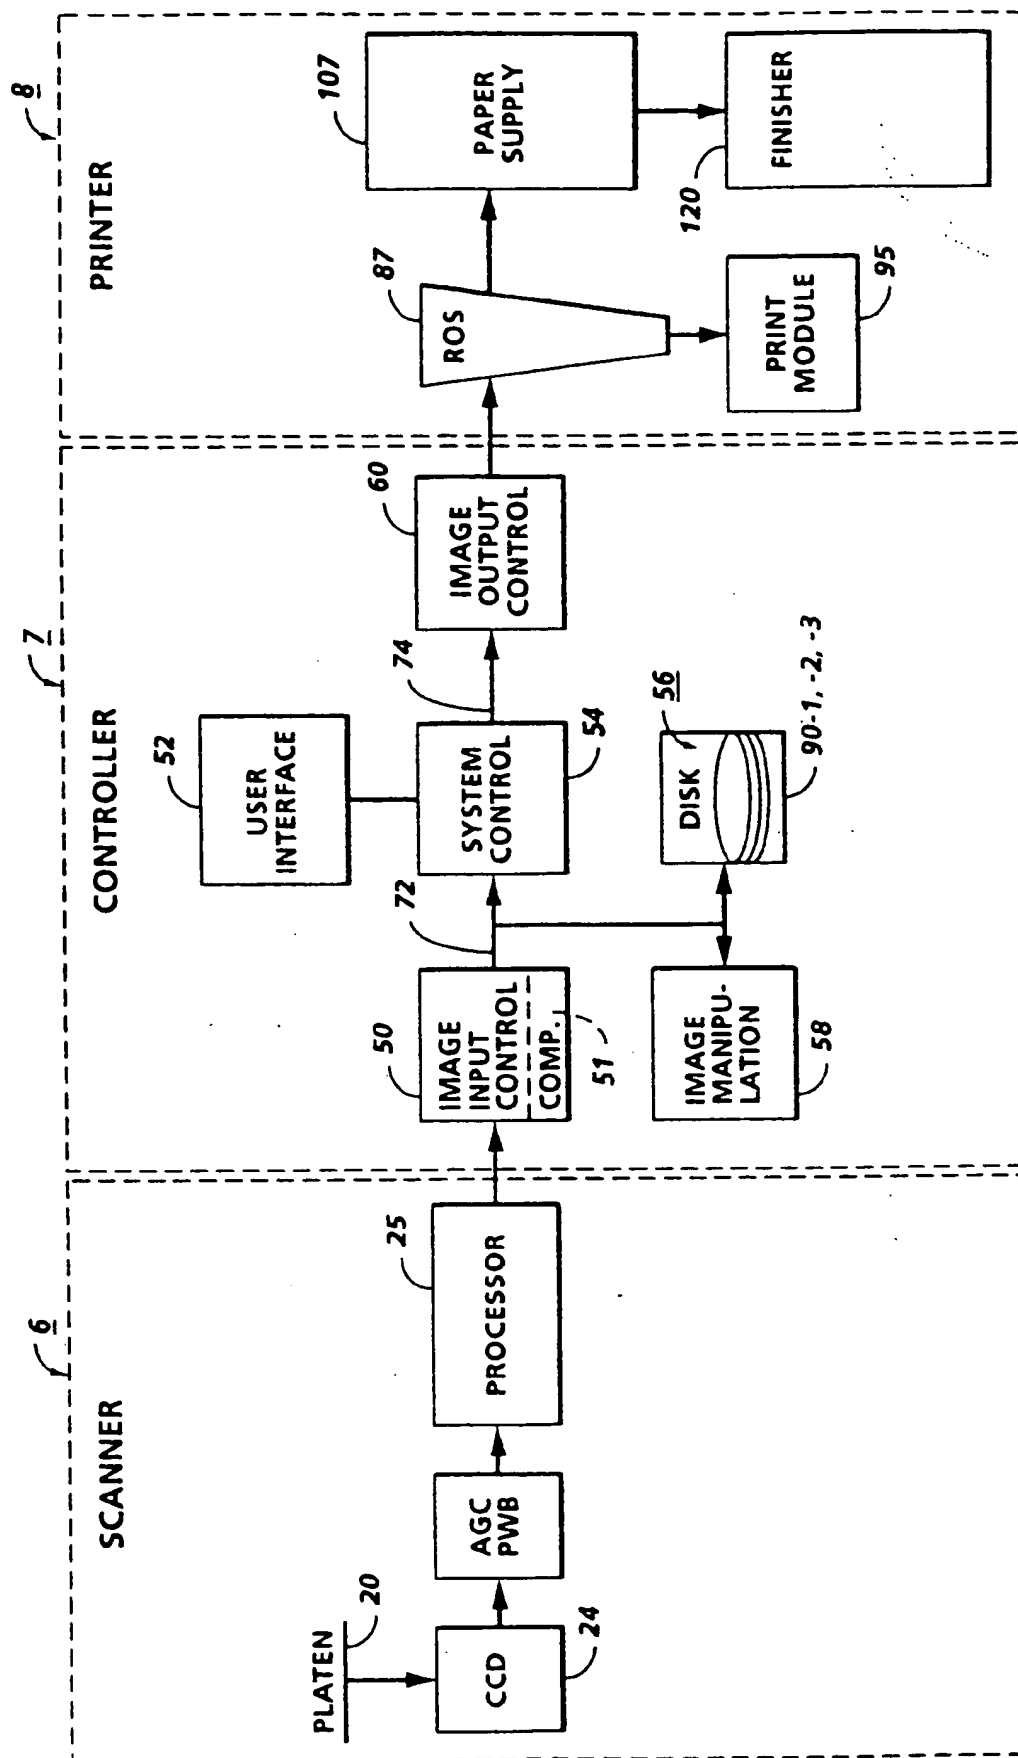 SCANNER
6
PLATEN
20
CCD
24
AGC
PWB
PROCESSOR
25
CONTROLLER
7
IMAGE
INPUT
CONTROL
COMP.
50
51
72
USER
INTERFACE
52
SYSTEM
CONTROL
54
74
IMAGE
MANIPU-
LATION
58
DISK
56
90-1, -2, -3
IMAGE
OUTPUT
CONTROL
60
PRINTER
8
ROS
87
PRINT
MODULE
95
PAPER
SUPPLY
107
FINISHER
120